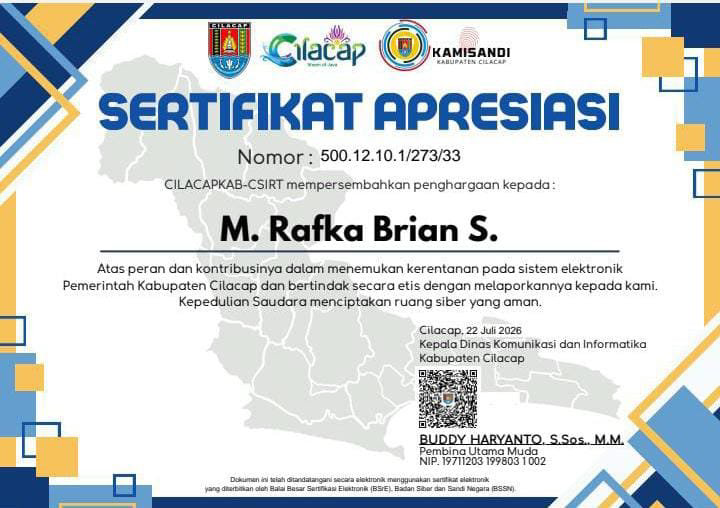 CILACAP
Cilacap
KAMISANDI
KABUPATEN CILACAP
SERTIFIKAT APRESIASI
Nomor : 500.12.10.1/273/33
CILACAPKAB-CSIRT mempersembahkan penghargaan kepada :
M. Rafka Brian S.
Atas peran dan kontribusinya dalam menemukan kerentanan pada sistem elektronik
Pemerintah Kabupaten Cilacap dan bertindak secara etis dengan melaporkannya kepada kami.
Kepedulian Saudara menciptakan ruang siber yang aman.
Cilacap, 22 Juli 2026
Kepala Dinas Komunikasi dan Informatika
Kabupaten Cilacap
BUDDY HARYANTO, S.Sos., M.M.
Pembina Utama Muda
NIP. 19711203 199803 1 002
Dokumen ini telah ditandatangani secara elektronik menggunakan sertifikat elektronik
yang diterbitkan oleh Balai Besar Sertifikasi Elektronik (BSrE), Badan Siber dan Sandi Negara (BSSN).